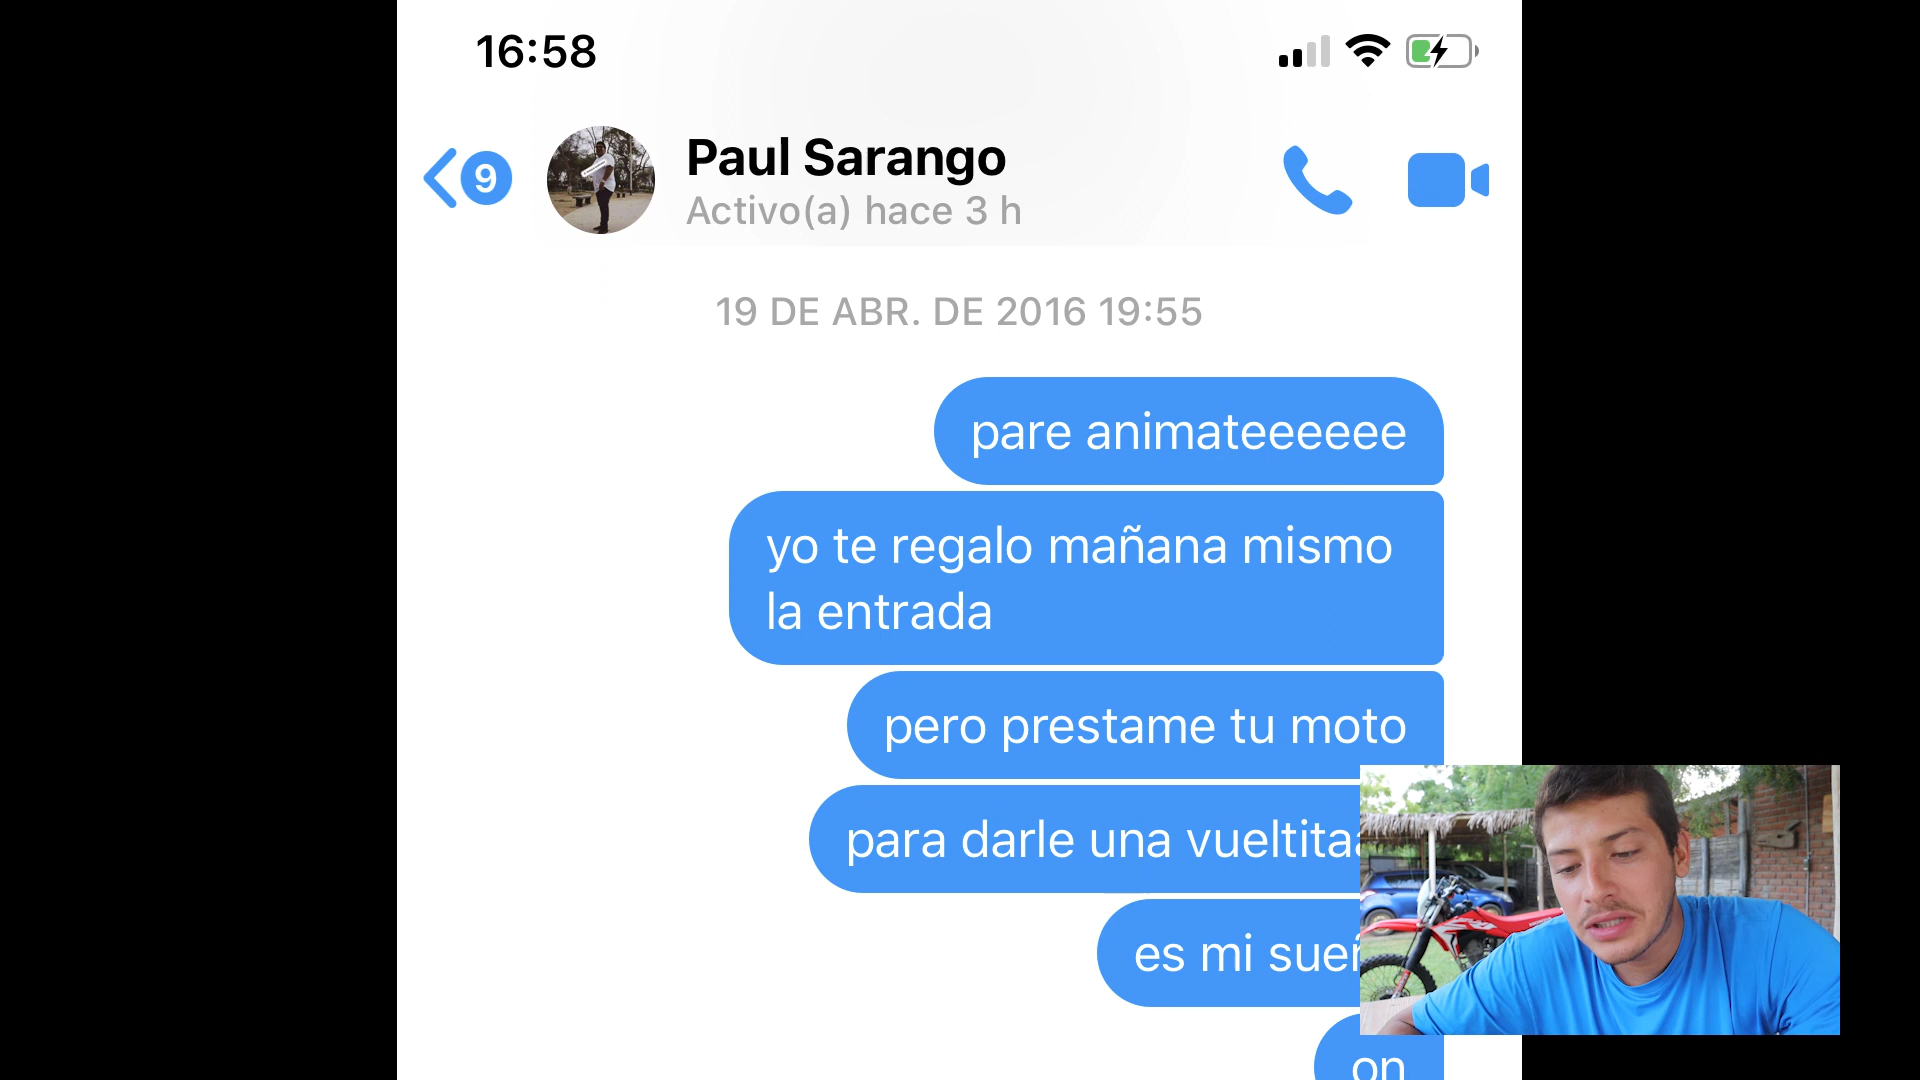 16:58
9
Paul Sarango
Activo(a) hace 3 h
19 DE ABR. DE 2016 19:55
pare animateeeeee
yo te regalo mañana mismo
la entrada
pero prestame tu moto
para darle una
es mi
on